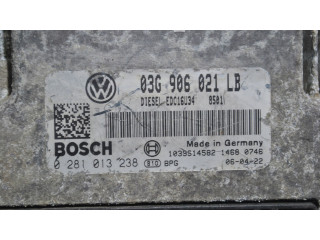 03G 906 021 LB
DIESEL EDC16U34 8501
BOSCH
Made in Germany
1039S14582 1468 0746
0 281 013 238 BPG 06-04-22